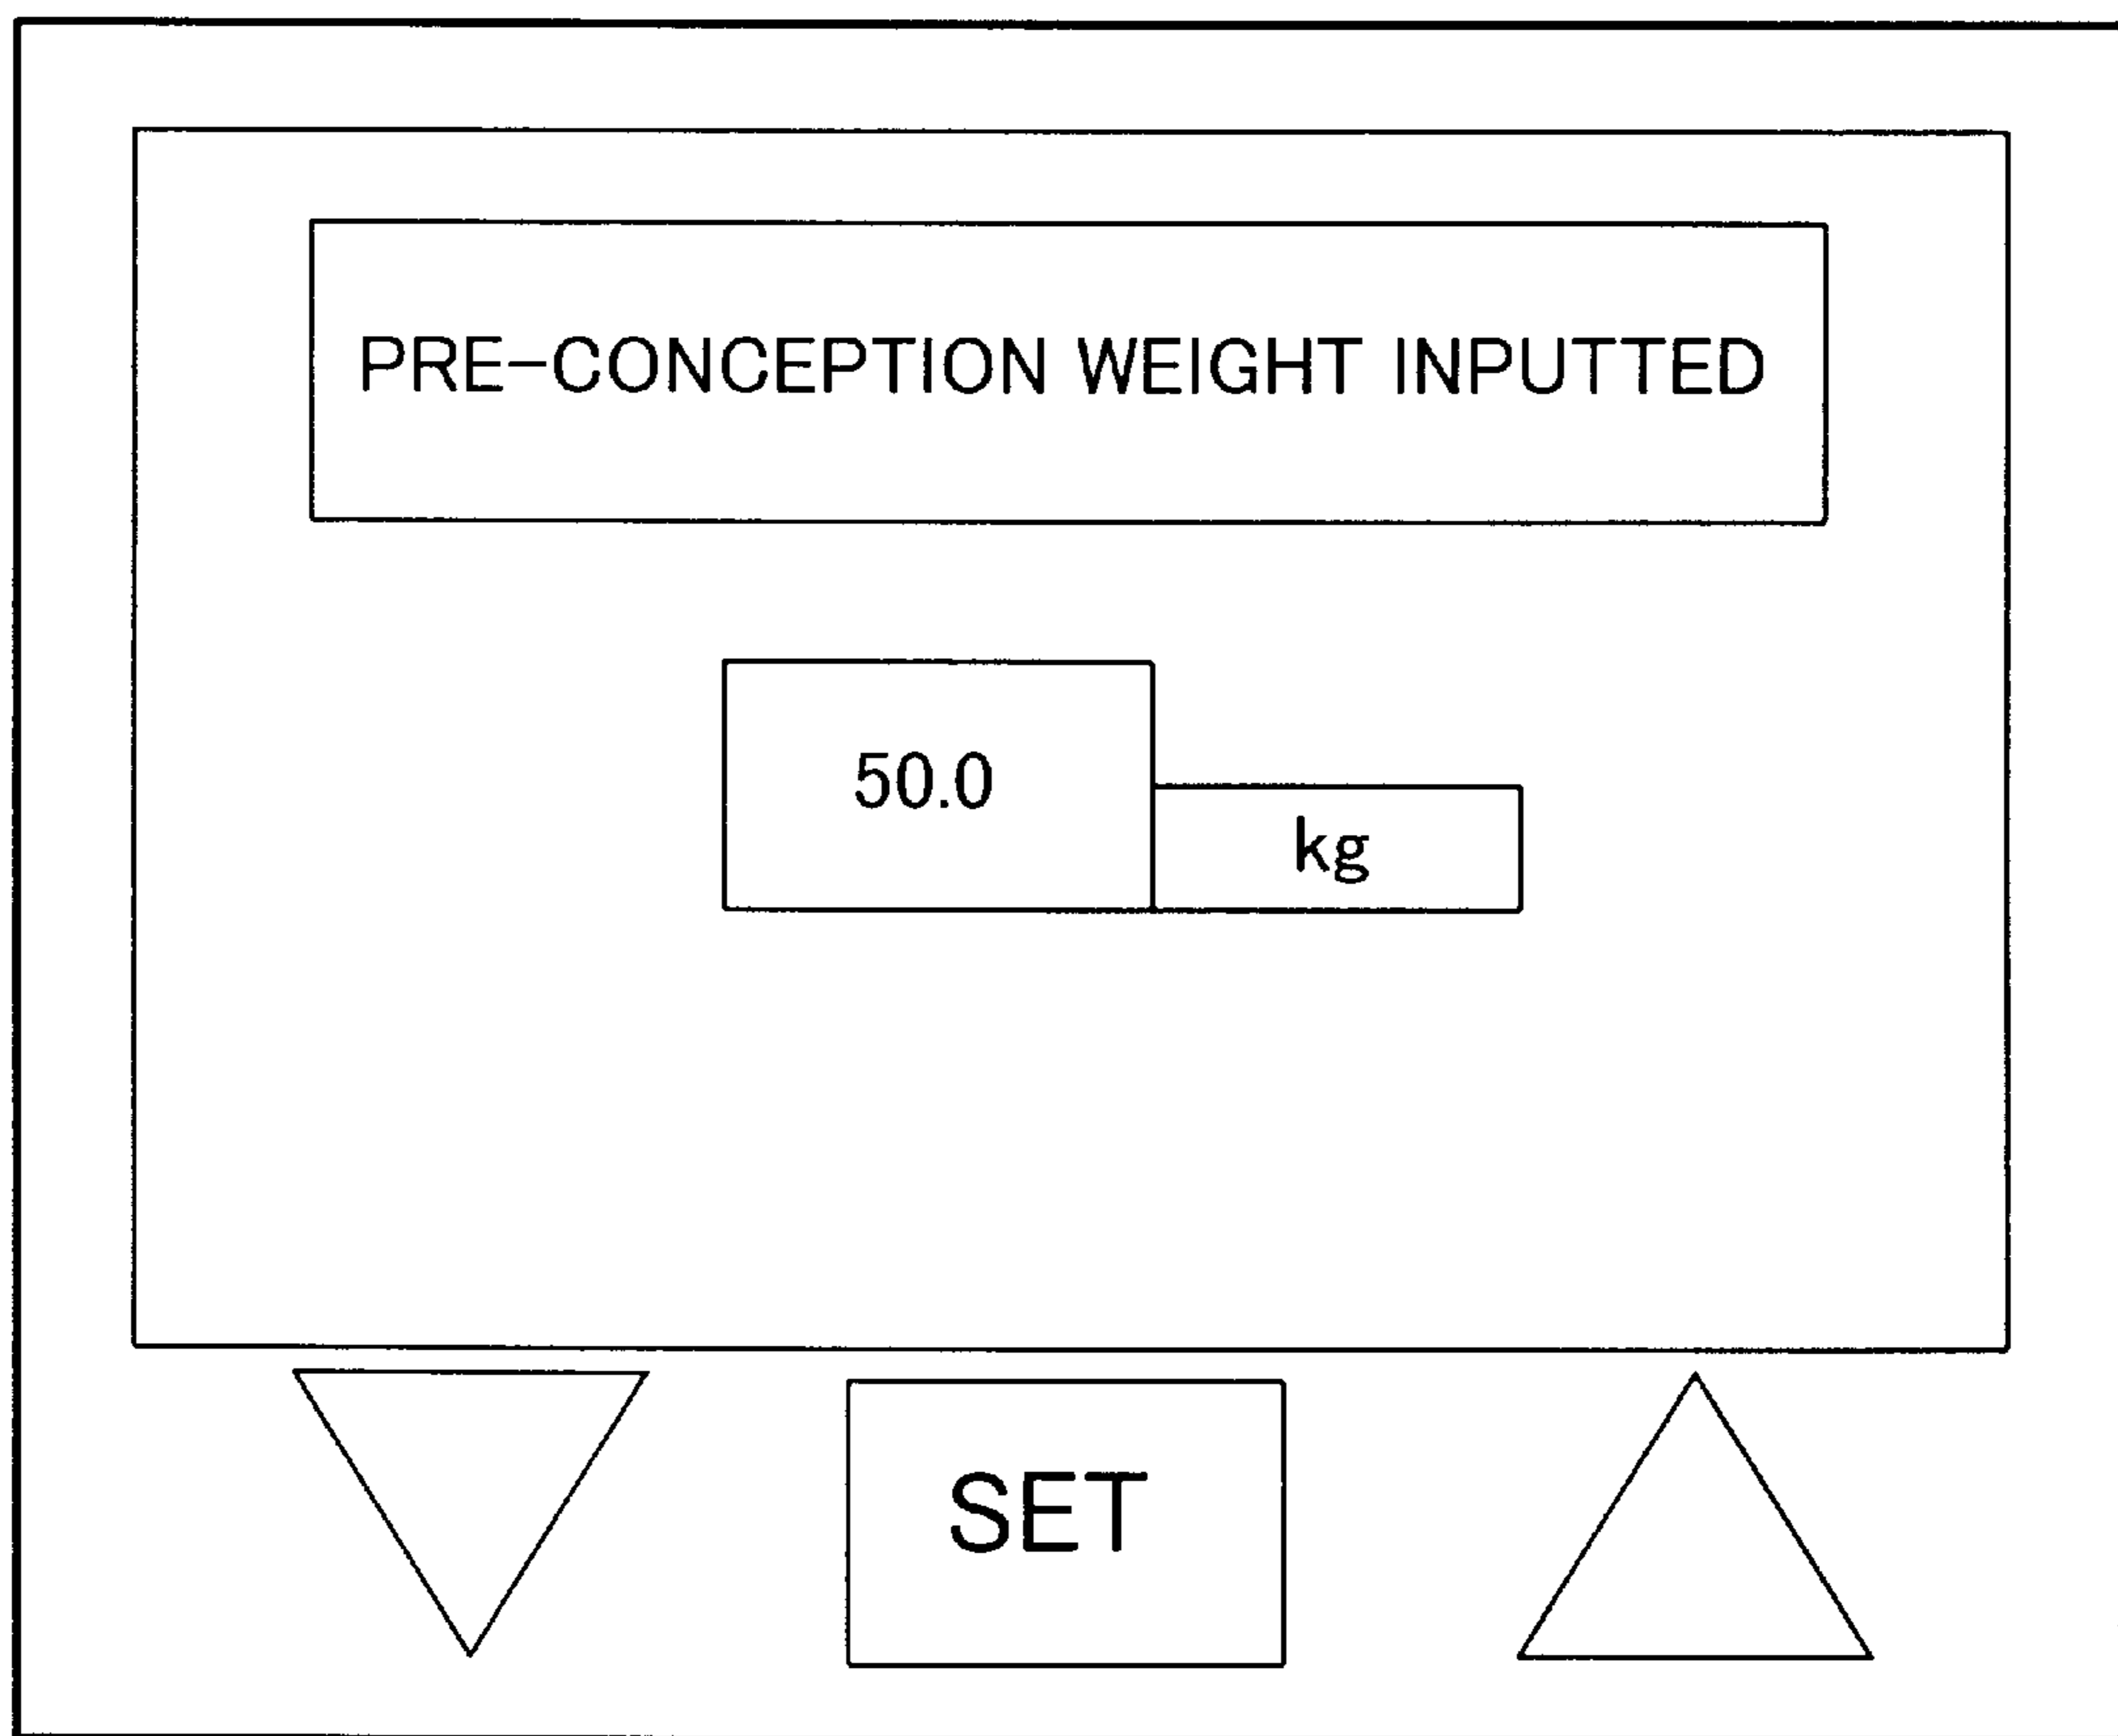 PRE-CONCEPTION WEIGHT INPUTTED
50.0
kg
SET